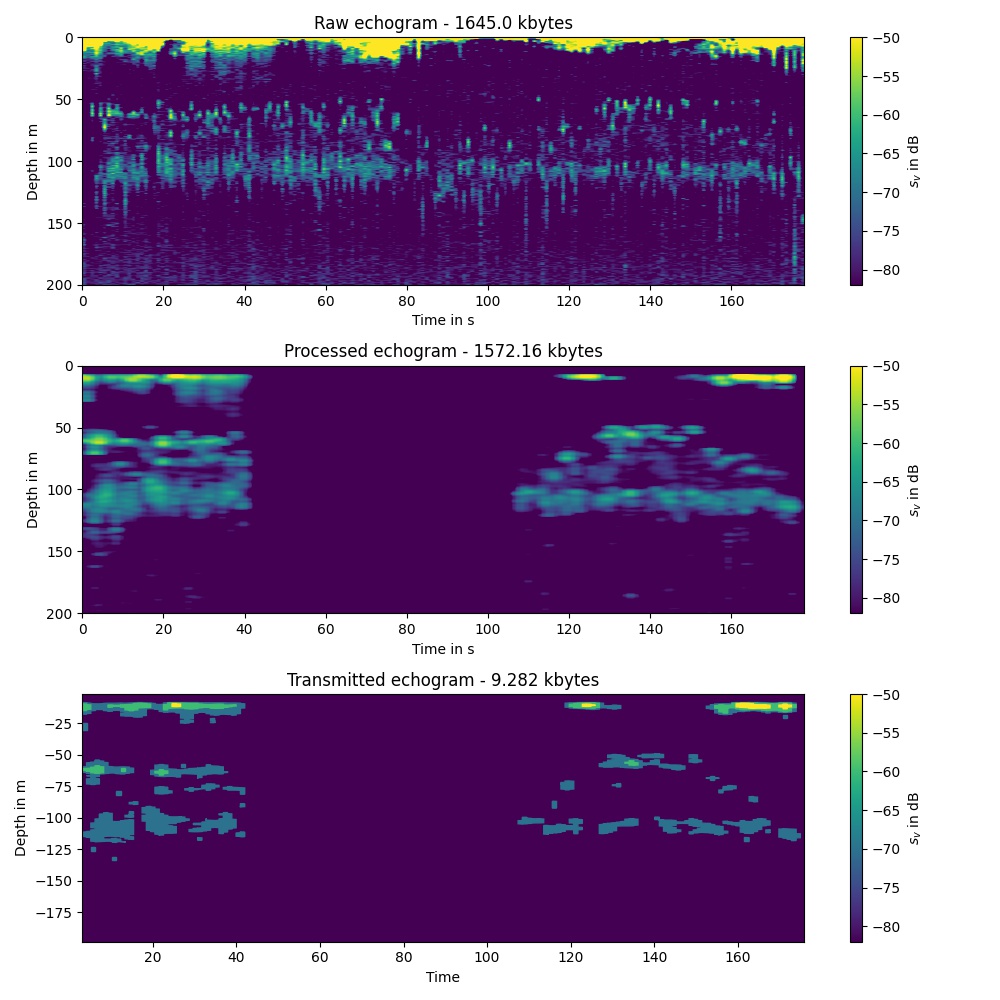 Raw echogram - 1645.0 kbytes
0
50
100
150
200
Depth in m
0 20 40 60 80 100 120 140 160
Time in s
−50
−55
−60
−65
−70
−75
−80
s_v in dB
Processed echogram - 1572.16 kbytes
0
50
100
150
200
Depth in m
0 20 40 60 80 100 120 140 160
Time in s
−50
−55
−60
−65
−70
−75
−80
s_v in dB
Transmitted echogram - 9.282 kbytes
−25
−50
−75
−100
−125
−150
−175
Depth in m
20 40 60 80 100 120 140 160
Time
−50
−55
−60
−65
−70
−75
−80
s_v in dB